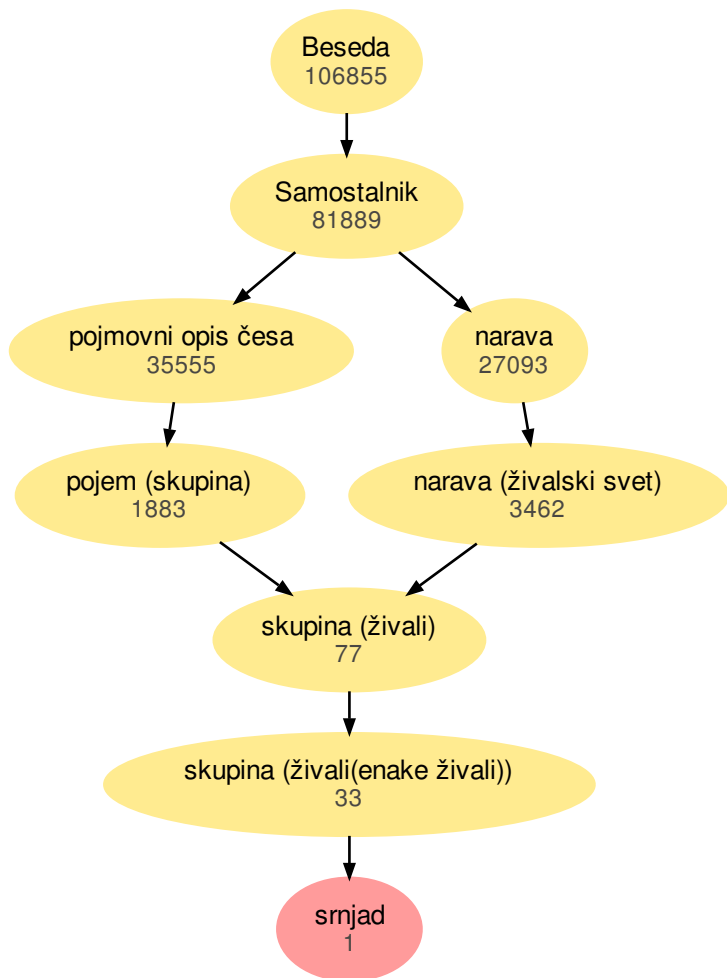 Beseda
106855
Samostalnik
81889
pojmovni opis česa
35555
narava
27093
pojem (skupina)
1883
narava (živalski svet)
3462
skupina (živali)
77
skupina (živali(enake živali))
33
srnjad
1